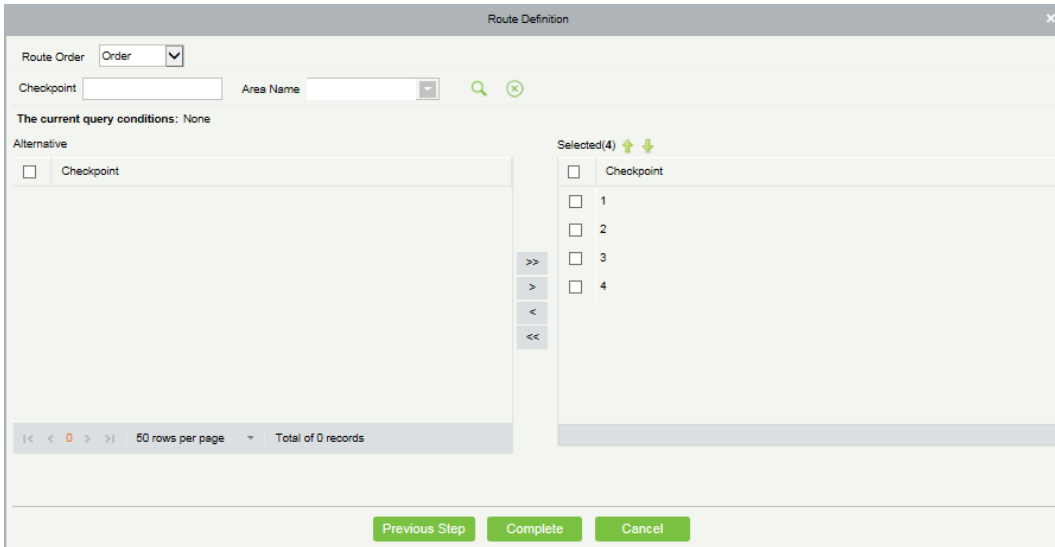 Route Definition
Route Order Order
Checkpoint Area Name
The current query conditions: None
Alternative
Selected(4)
Checkpoint
Checkpoint
1
2
3
4
>>
>
<
<<
|< < 0 > >| 50 rows per page Total of 0 records
Previous Step Complete Cancel